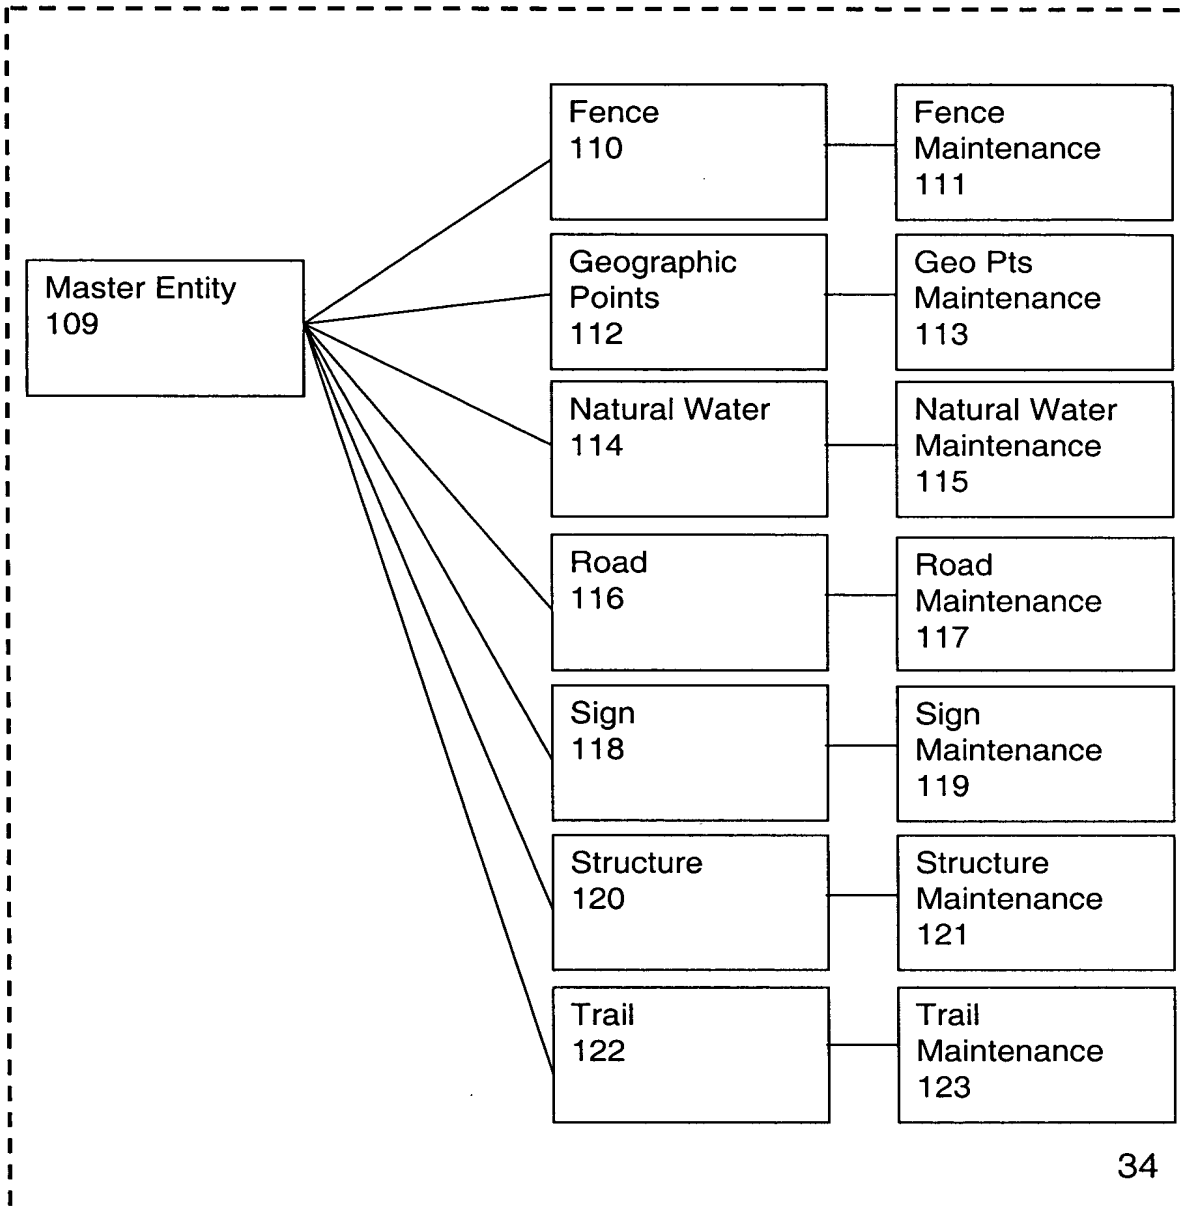 Fence
110
Fence
Maintenance
111
Master Entity
109
Geographic
Points
112
Geo Pts
Maintenance
113
Natural Water
114
Natural Water
Maintenance
115
Road
116
Road
Maintenance
117
Sign
118
Sign
Maintenance
119
Structure
120
Structure
Maintenance
121
Trail
122
Trail
Maintenance
123
34